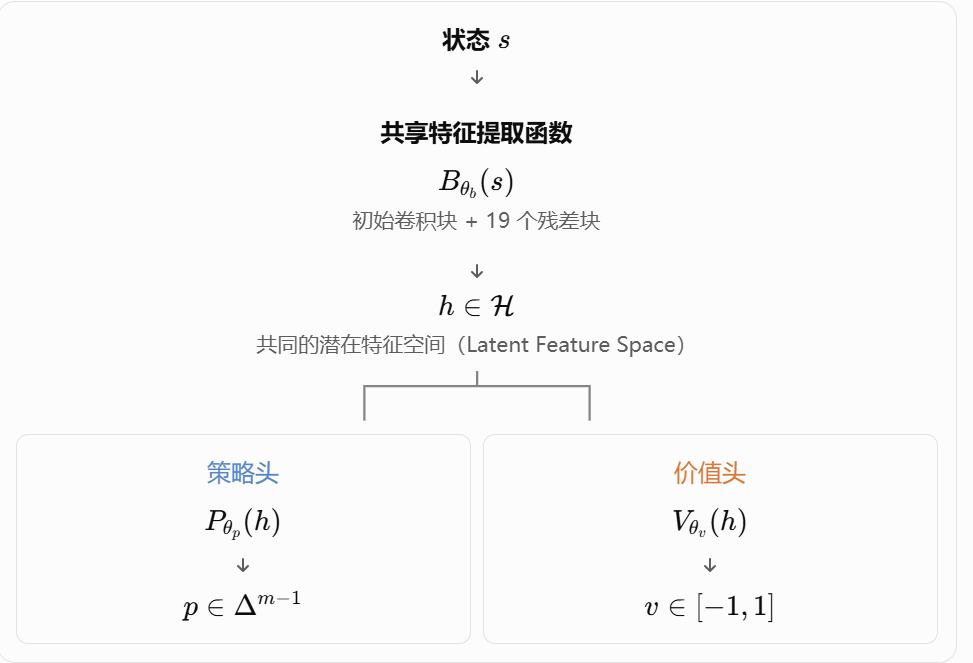 状态 s
↓
共享特征提取函数
B_{θ_b}(s)
初始卷积块 + 19 个残差块
↓
h ∈ ℋ
共同的潜在特征空间（Latent Feature Space）
策略头
P_{θ_p}(h)
↓
p ∈ Δ^{m−1}
价值头
V_{θ_v}(h)
↓
v ∈ [−1, 1]